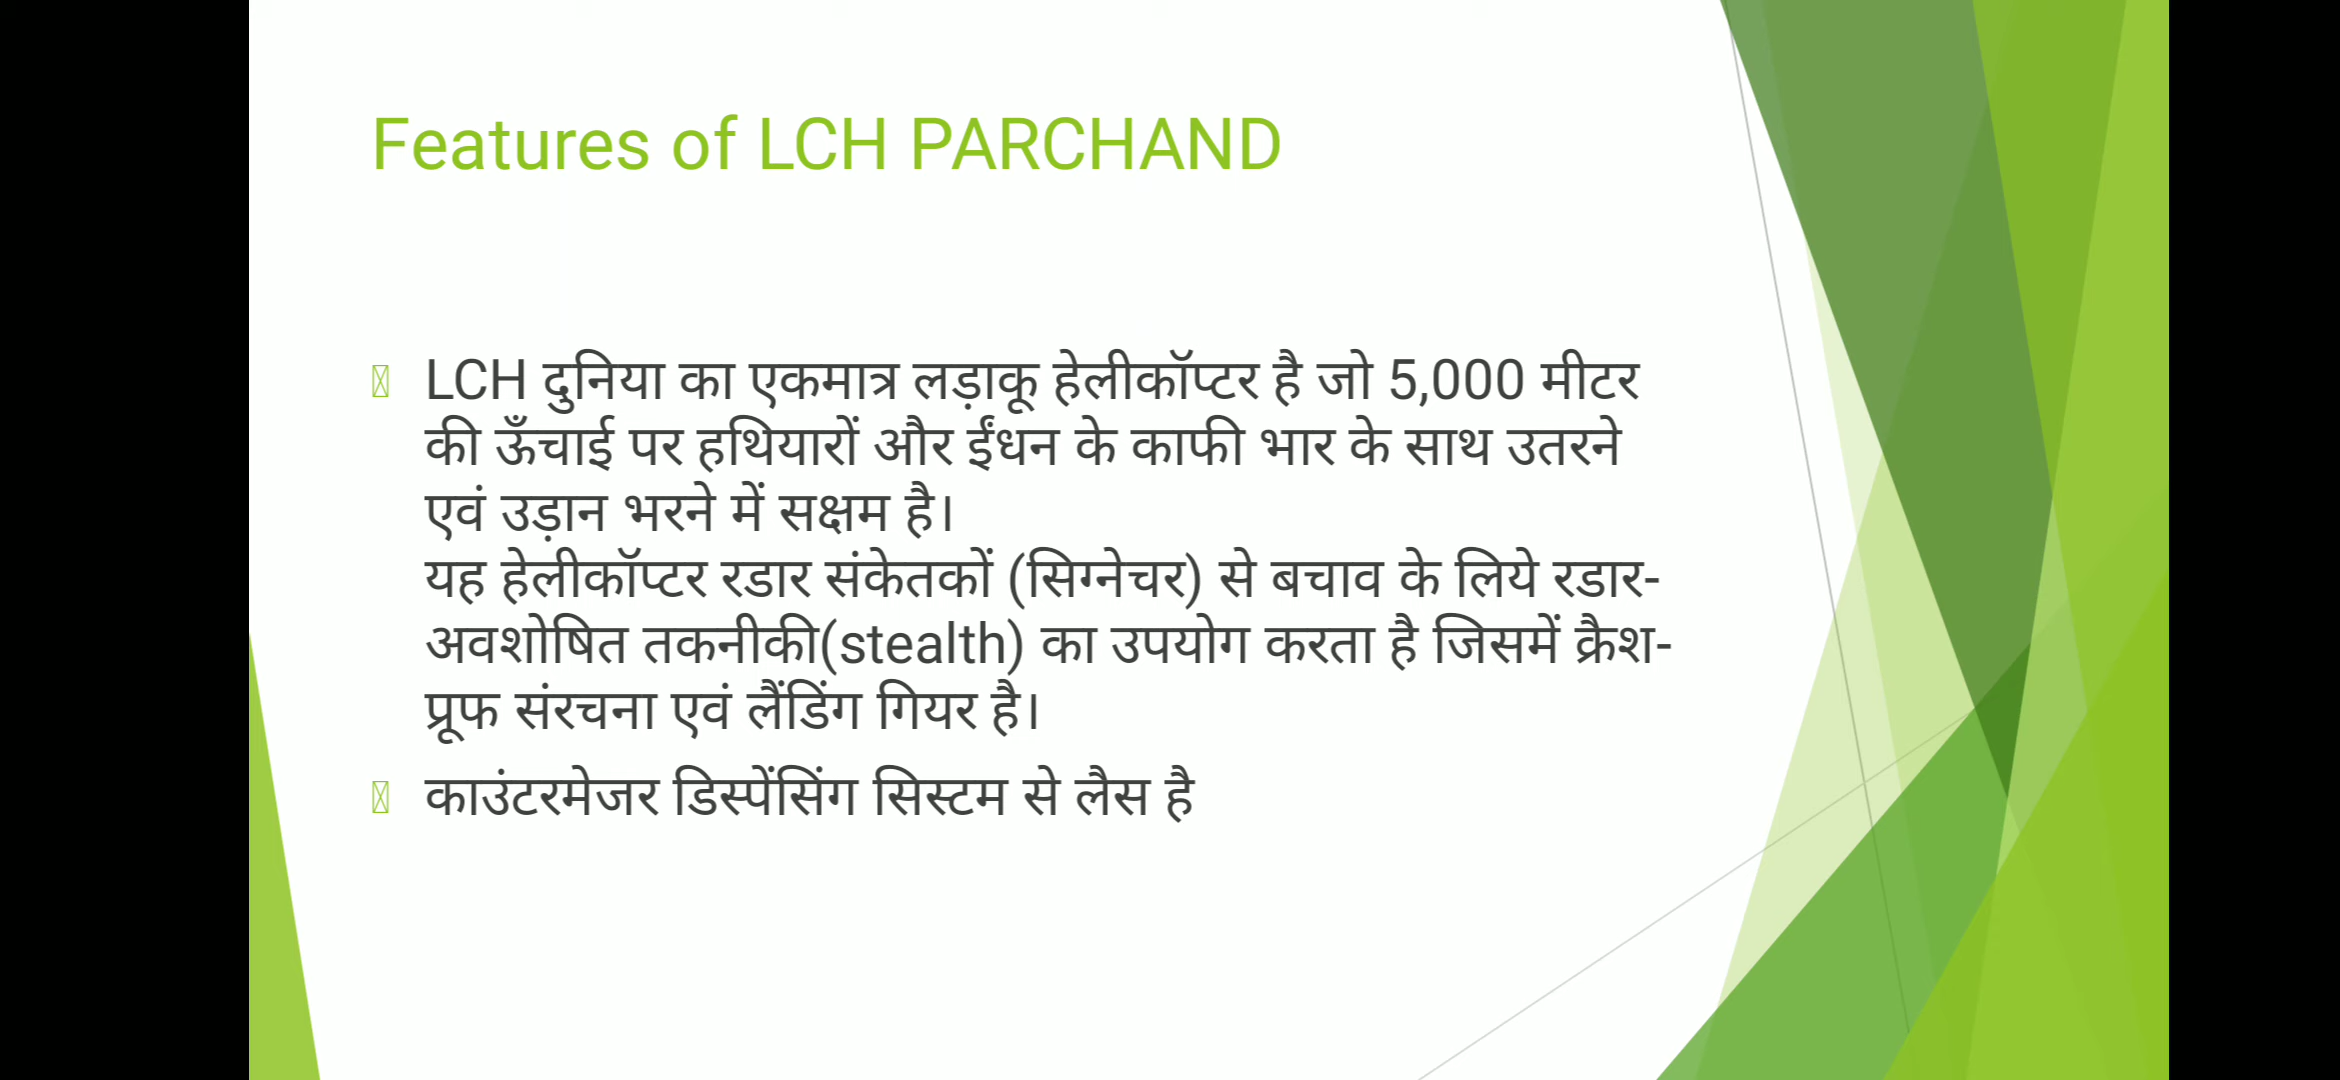 Features of LCH PARCHAND
LCH दुनिया का एकमात्र लड़ाकू हेलीकॉप्टर है जो 5,000 मीटर
की ऊँचाई पर हथियारों और ईंधन के काफी भार के साथ उतरने
एवं उड़ान भरने में सक्षम है।
यह हेलीकॉप्टर रडार संकेतकों (सिग्नेचर) से बचाव के लिये रडार-
अवशोषित तकनीकी(stealth) का उपयोग करता है जिसमें क्रैश-
प्रूफ संरचना एवं लैंडिंग गियर है।
काउंटरमेजर डिस्पेंसिंग सिस्टम से लैस है